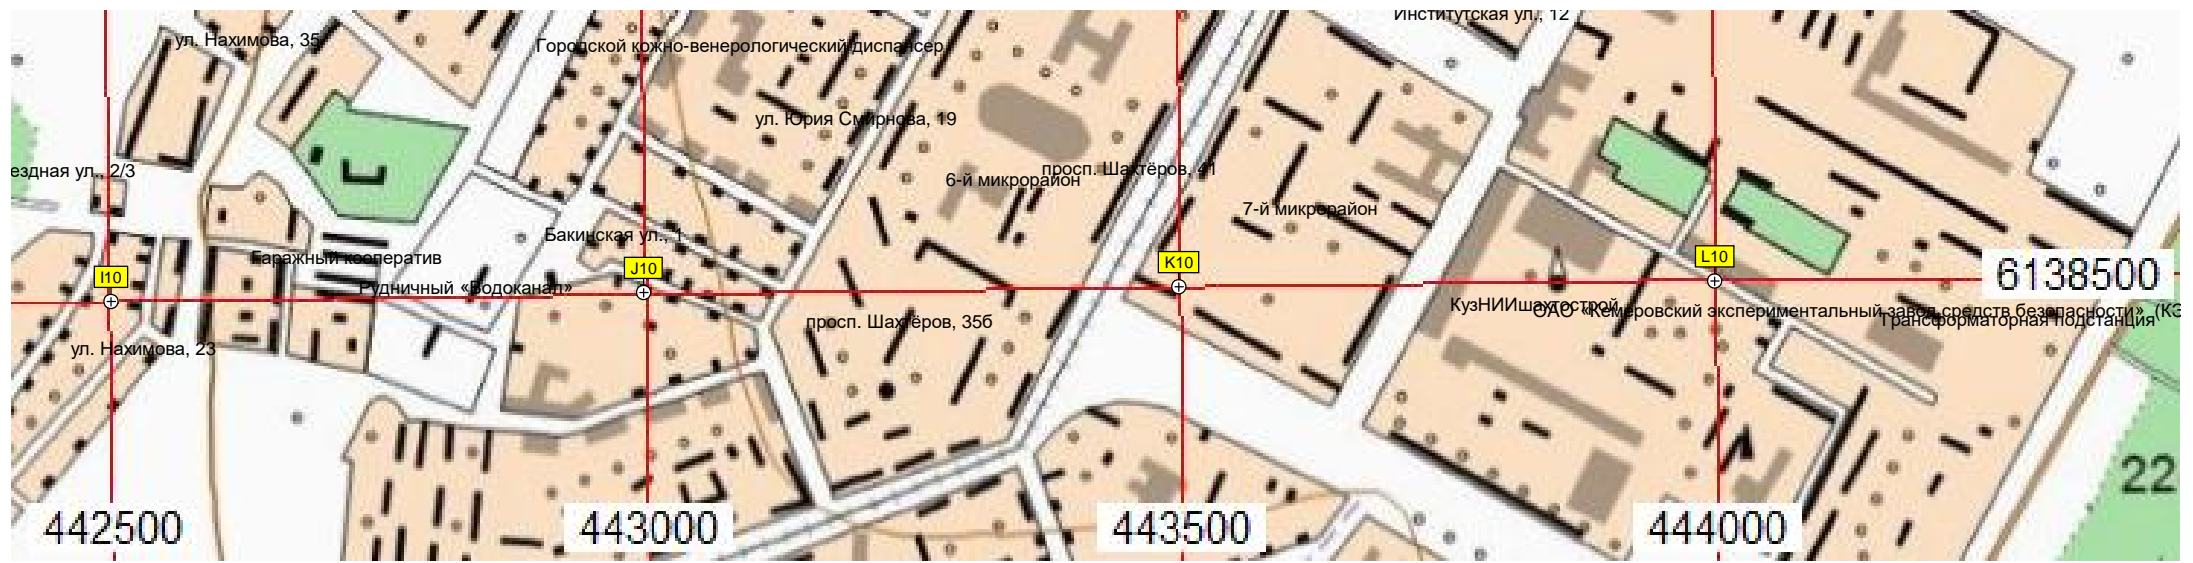 Институтская ул., 12
ул. Нахимова, 35
Городской кожно-венерологический диспансер
ул. Юрия Смирнова, 19
ездная ул., 2/3
просп. Шахтёров, 41
6-й микрорайон
7-й микрорайон
Бакинская ул., 1
Гаражный кооператив
I10
J10
K10
L10
6138500
Рудничный «Водоканал»
КузНИИшахтострой
ОАО «Кемеровский экспериментальный завод средств безопасности» (КЭ
Трансформаторная подстанция
просп. Шахтёров, 35б
ул. Нахимова, 23
22
442500
443000
443500
444000